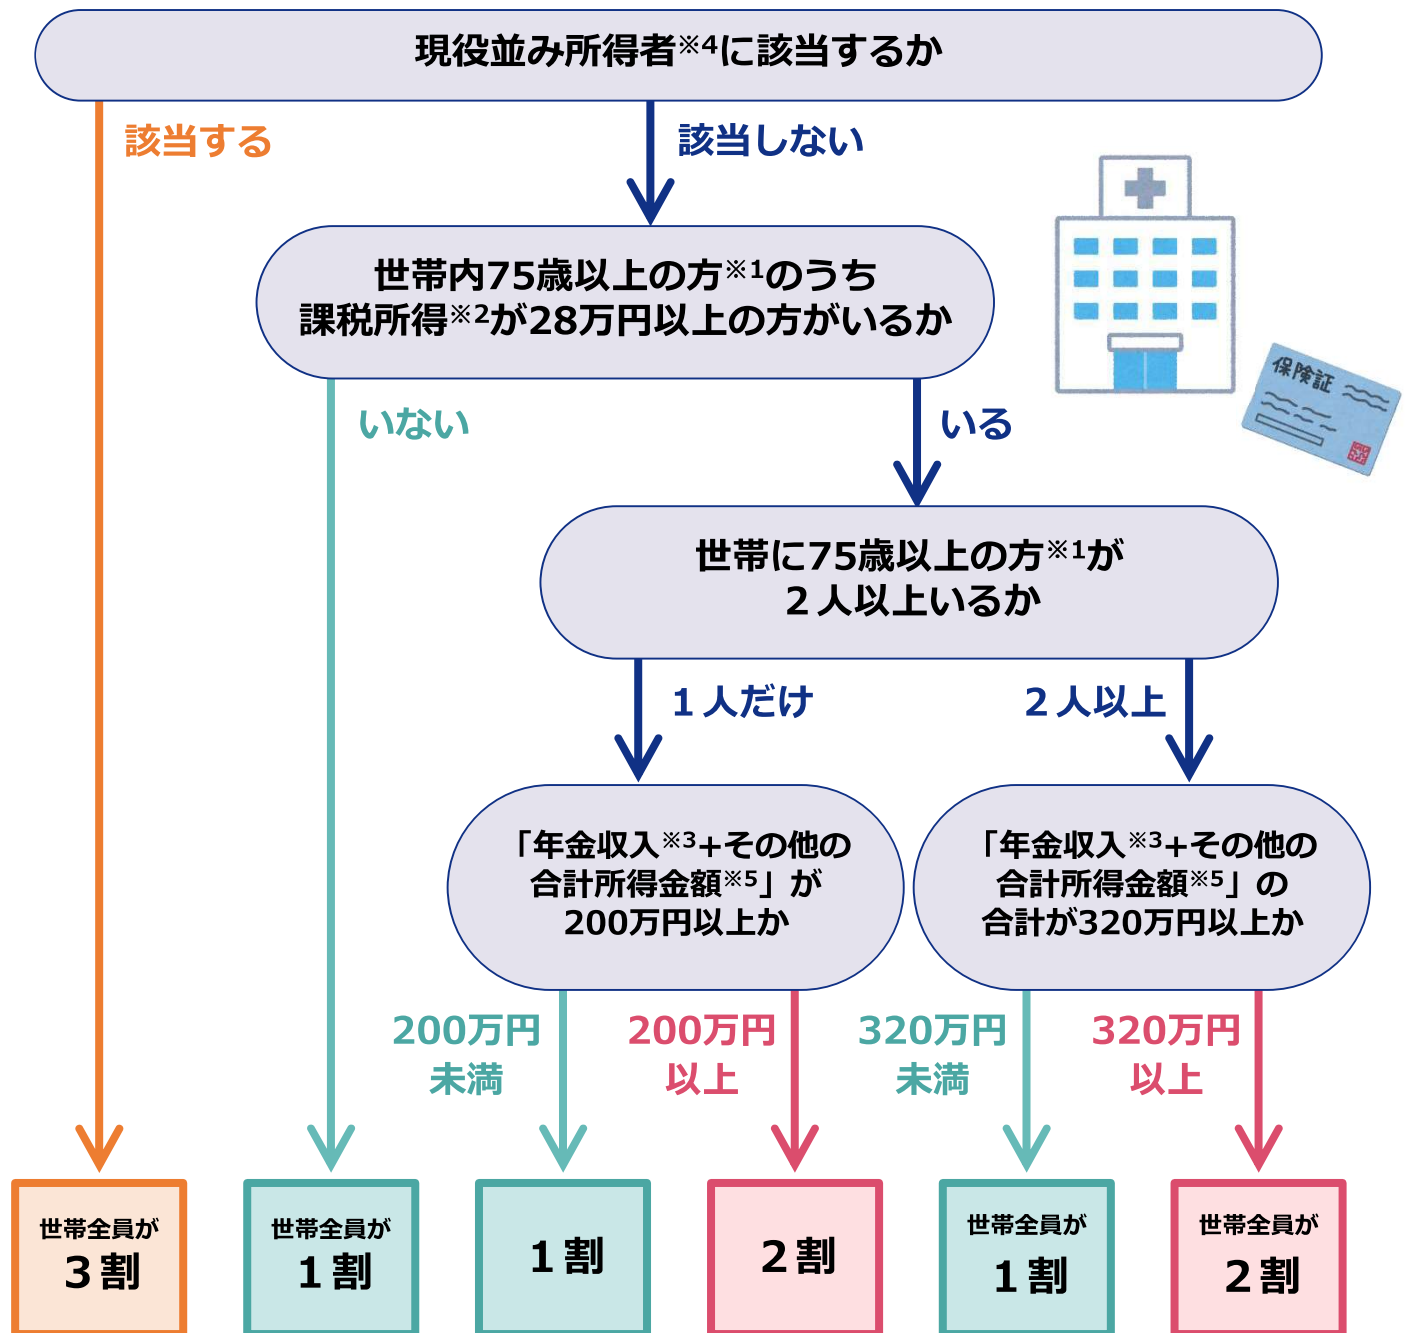 現役並み所得者※4に該当するか
該当する
該当しない
世帯内75歳以上の方※1のうち
課税所得※2が28万円以上の方がいるか
保険証
いない
いる
世帯に75歳以上の方※1が
２人以上いるか
１人だけ
２人以上
「年金収入※3+その他の
合計所得金額※5」が
200万円以上か
「年金収入※3+その他の
合計所得金額※5」の
合計が320万円以上か
200万円
未満
200万円
以上
320万円
未満
320万円
以上
世帯全員が
３割
世帯全員が
１割
１割
２割
世帯全員が
１割
世帯全員が
２割